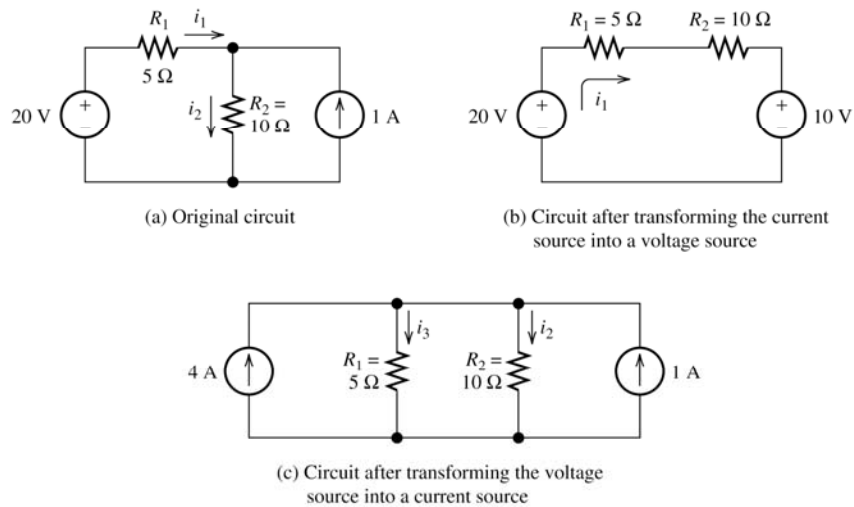 R₁ i₁
5 Ω
20 V + −
i₂ R₂ =
10 Ω
1 A
(a) Original circuit
R₁ = 5 Ω R₂ = 10 Ω
20 V + −
i₁
+ − 10 V
(b) Circuit after transforming the current
source into a voltage source
4 A
R₁ =
5 Ω
i₃
R₂ =
10 Ω
i₂
1 A
(c) Circuit after transforming the voltage
source into a current source